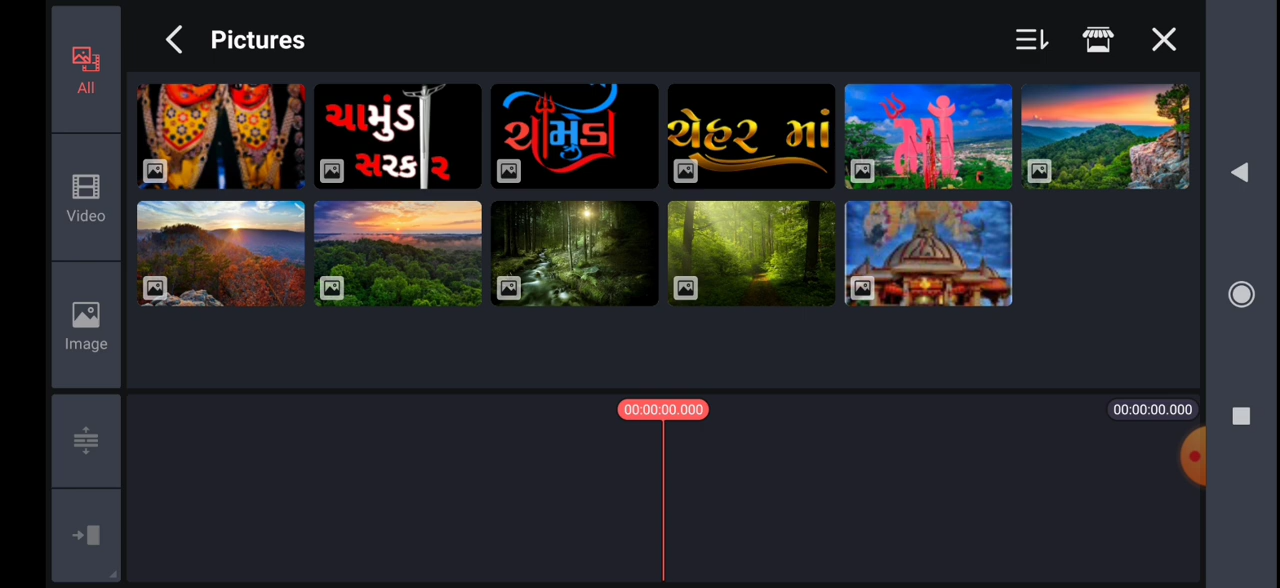 Pictures
All
ચામુંડ
સરકાર
ચામુંડા
ચેહર માં
માઁ
Video
Image
00:00:00.000
00:00:00.000